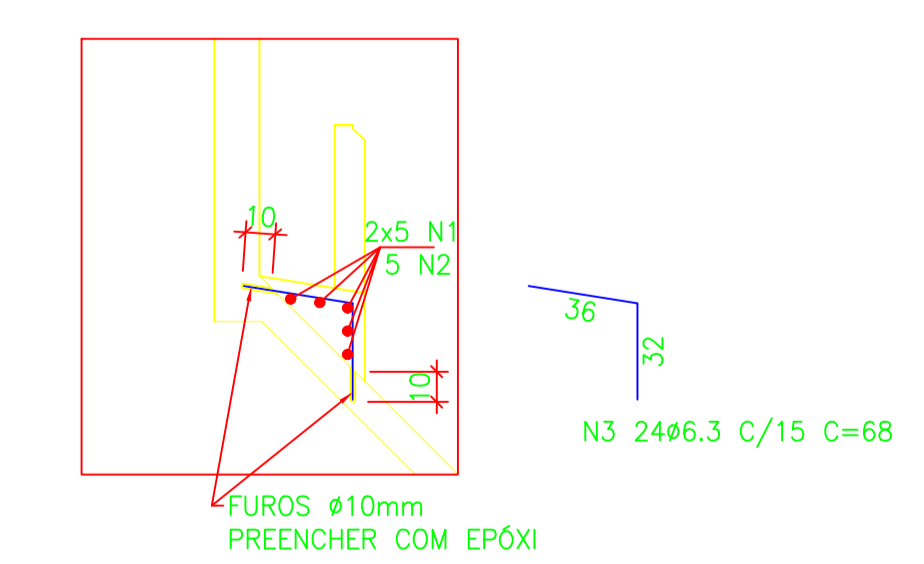 10
2x5 N1
5 N2
10
36
32
N3 24ø6.3 C/15 C=68
FUROS ø10mm
PREENCHER COM EPÓXI